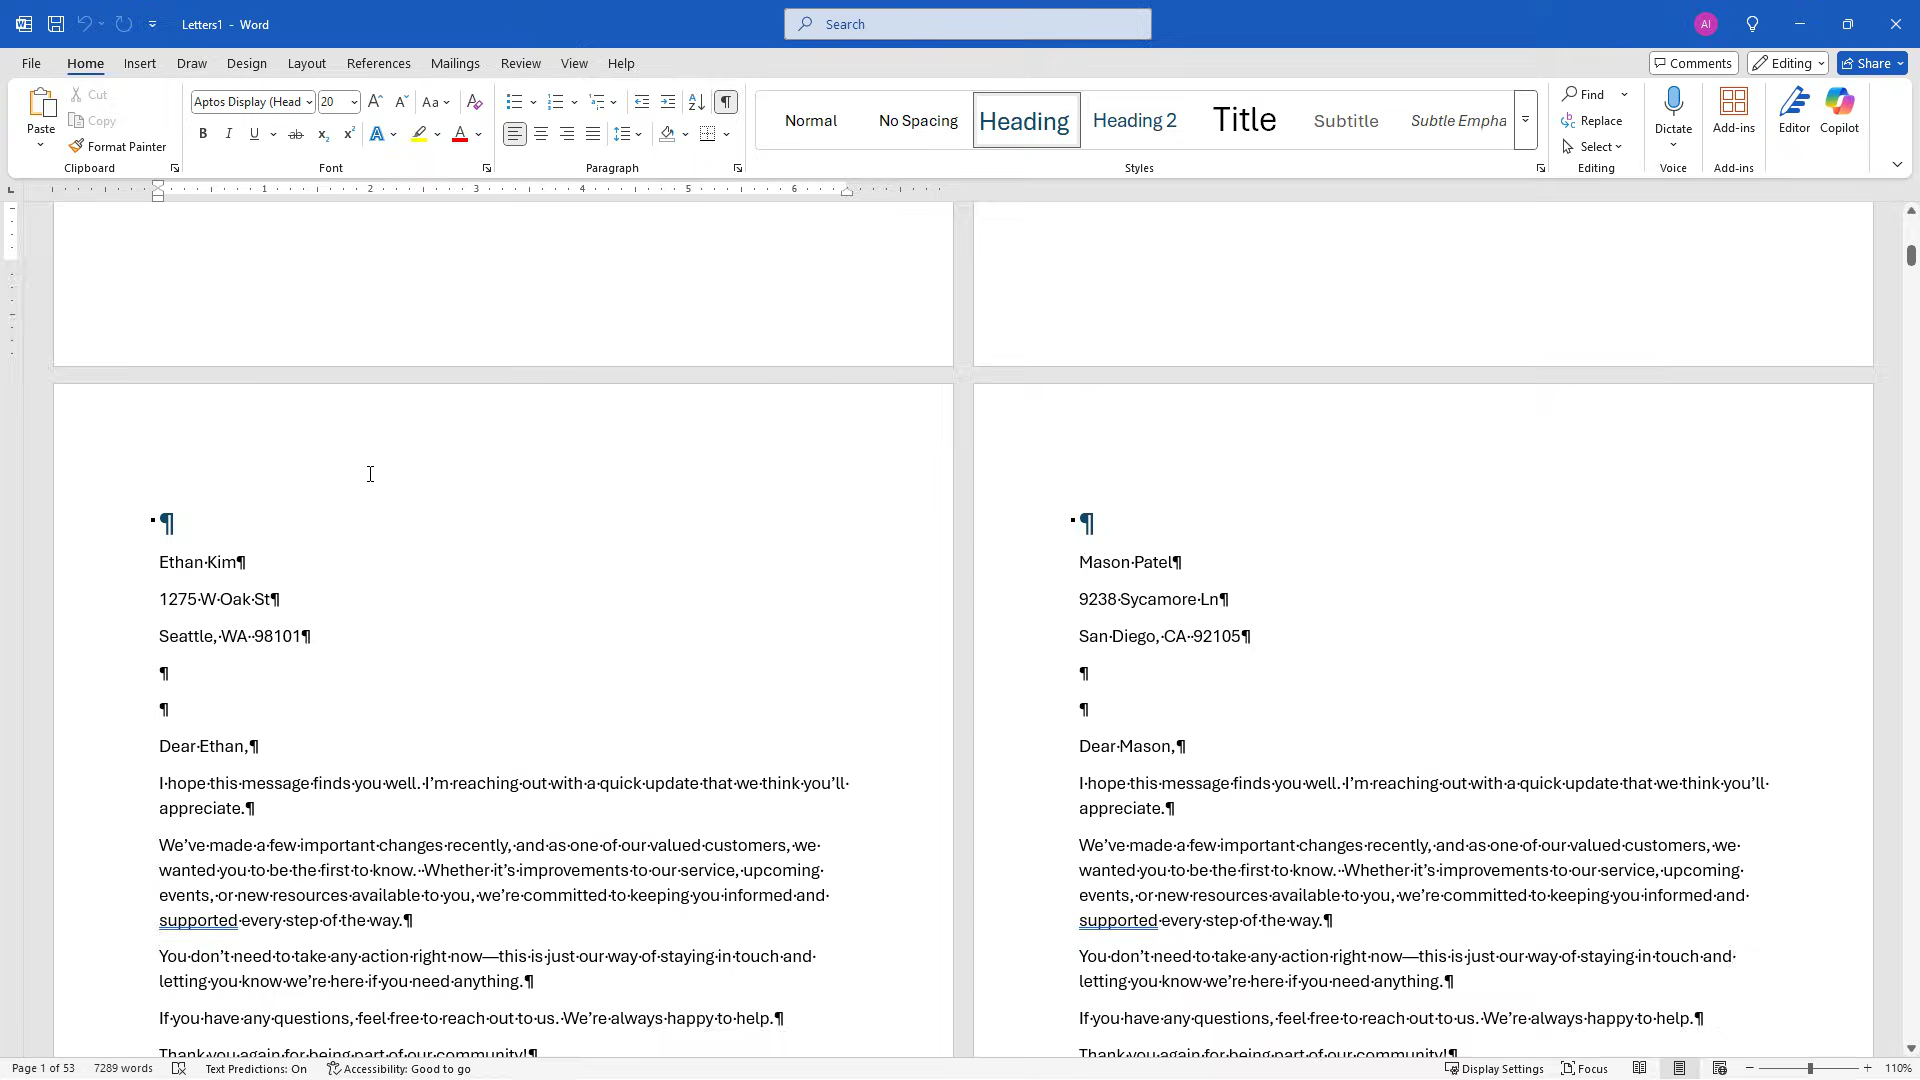 Letters1 - Word
Search
AI
File Home Insert Draw Design Layout References Mailings Review View Help
Comments Editing Share
Paste
Cut
Copy
Format Painter
Clipboard
Aptos Display (Head 20
Aa
B I U ab x₂ x² A A
Font
Paragraph
Normal No Spacing Heading Heading 2 Title Subtitle Subtle Empha
Styles
Find
Replace
Select
Editing
Dictate
Voice
Add-ins
Add-ins
Editor
Copilot
1 2 3 4 5 6
¶
Ethan·Kim¶
1275·W·Oak·St¶
Seattle,·WA··98101¶
¶
¶
Dear·Ethan,¶
I·hope·this·message·finds·you·well.·I’m·reaching·out·with·a·quick·update·that·we·think·you’ll·
appreciate.¶
We’ve·made·a·few·important·changes·recently,·and·as·one·of·our·valued·customers,·we·
wanted·you·to·be·the·first·to·know.··Whether·it’s·improvements·to·our·service,·upcoming·
events,·or·new·resources·available·to·you,·we’re·committed·to·keeping·you·informed·and·
supported·every·step·of·the·way.¶
You·don’t·need·to·take·any·action·right·now—this·is·just·our·way·of·staying·in·touch·and·
letting·you·know·we’re·here·if·you·need·anything.¶
If·you·have·any·questions,·feel·free·to·reach·out·to·us.·We’re·always·happy·to·help.¶
Thank·you·again·for·being·part·of·our·community!¶
¶
Mason·Patel¶
9238·Sycamore·Ln¶
San·Diego,·CA··92105¶
¶
¶
Dear·Mason,¶
I·hope·this·message·finds·you·well.·I’m·reaching·out·with·a·quick·update·that·we·think·you’ll·
appreciate.¶
We’ve·made·a·few·important·changes·recently,·and·as·one·of·our·valued·customers,·we·
wanted·you·to·be·the·first·to·know.··Whether·it’s·improvements·to·our·service,·upcoming·
events,·or·new·resources·available·to·you,·we’re·committed·to·keeping·you·informed·and·
supported·every·step·of·the·way.¶
You·don’t·need·to·take·any·action·right·now—this·is·just·our·way·of·staying·in·touch·and·
letting·you·know·we’re·here·if·you·need·anything.¶
If·you·have·any·questions,·feel·free·to·reach·out·to·us.·We’re·always·happy·to·help.¶
Thank·you·again·for·being·part·of·our·community!¶
Page 1 of 53 7289 words Text Predictions: On Accessibility: Good to go Display Settings Focus 110%